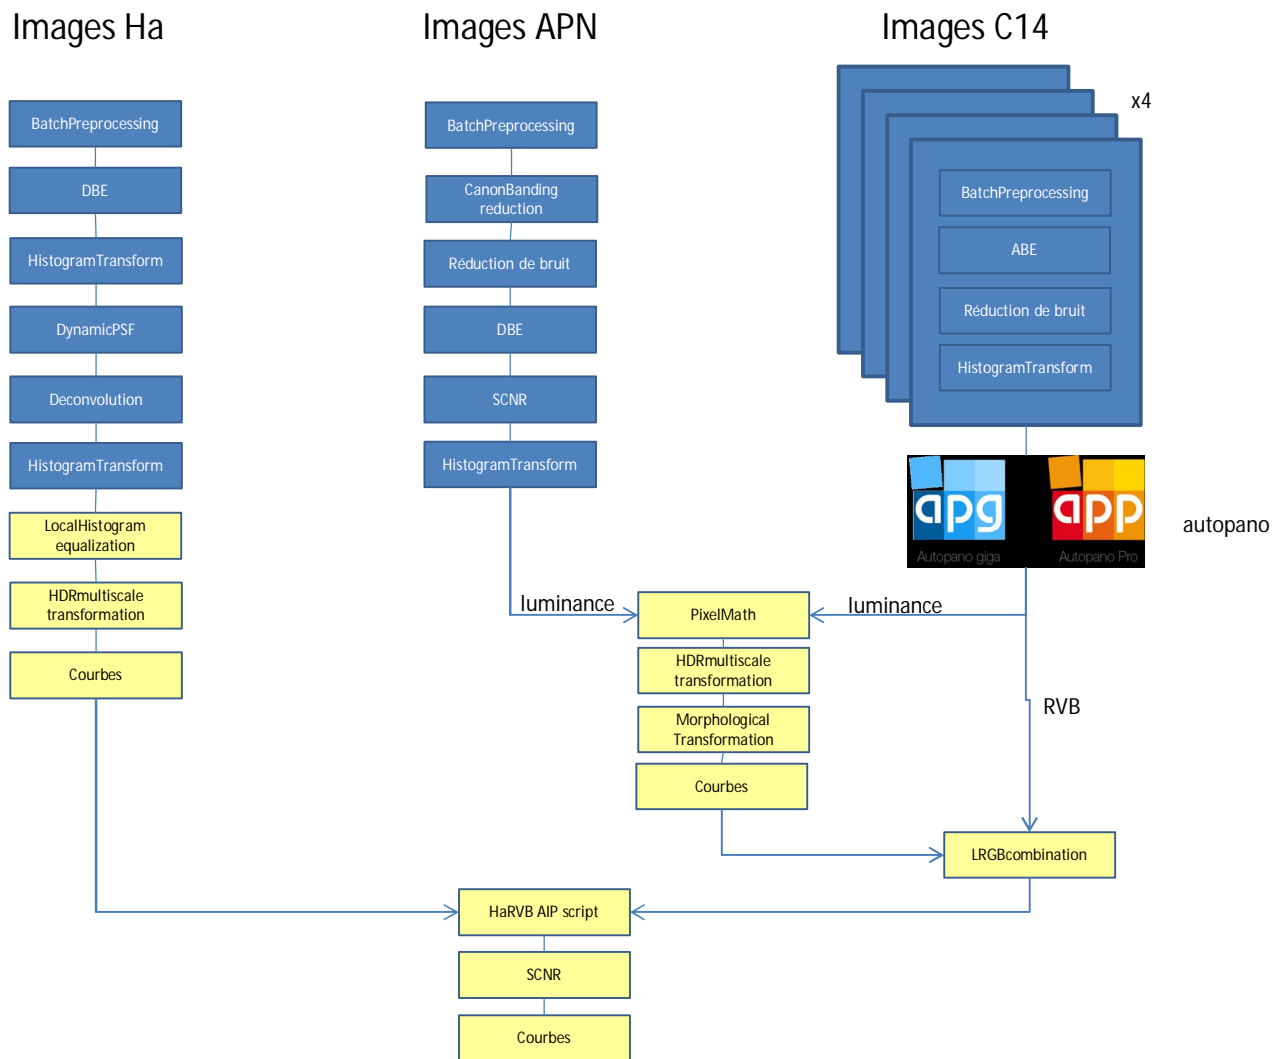 Images Ha
Images APN
Images C14
BatchPreprocessing
DBE
HistogramTransform
DynamicPSF
Deconvolution
HistogramTransform
LocalHistogram
equalization
HDRmultiscale
transformation
Courbes
BatchPreprocessing
CanonBanding
reduction
Réduction de bruit
DBE
SCNR
HistogramTransform
x4
BatchPreprocessing
ABE
Réduction de bruit
HistogramTransform
apg
Autopano giga
app
Autopano Pro
autopano
luminance
luminance
PixelMath
HDRmultiscale
transformation
Morphological
Transformation
Courbes
RVB
LRGBcombination
HaRVB AIP script
SCNR
Courbes